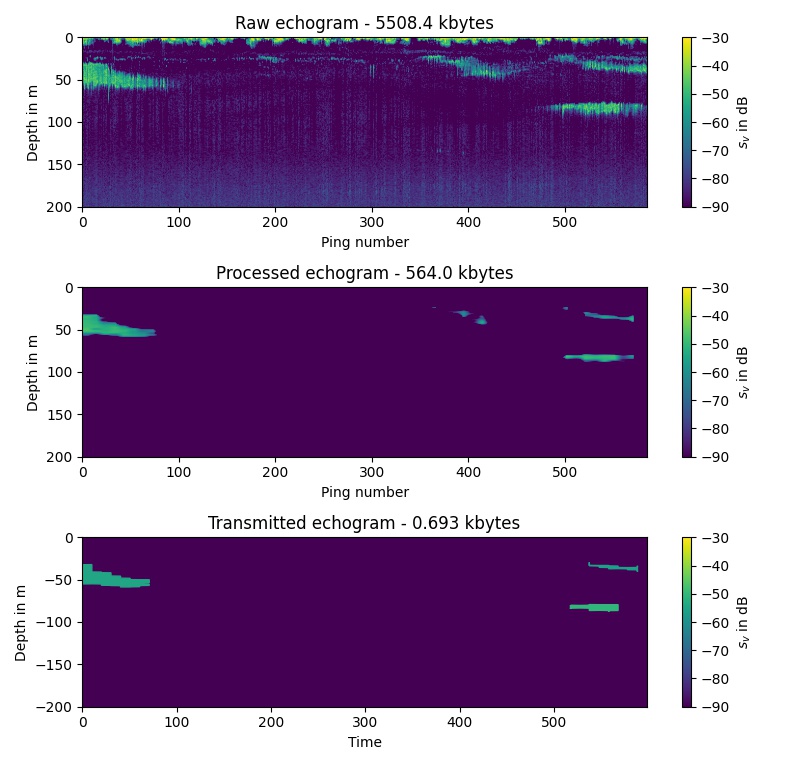 Raw echogram - 5508.4 kbytes
0
50
100
150
200
Depth in m
0 100 200 300 400 500
Ping number
−30
−40
−50
−60
−70
−80
−90
s_v in dB
Processed echogram - 564.0 kbytes
0
50
100
150
200
Depth in m
0 100 200 300 400 500
Ping number
−30
−40
−50
−60
−70
−80
−90
s_v in dB
Transmitted echogram - 0.693 kbytes
0
−50
−100
−150
−200
Depth in m
0 100 200 300 400 500
Time
−30
−40
−50
−60
−70
−80
−90
s_v in dB